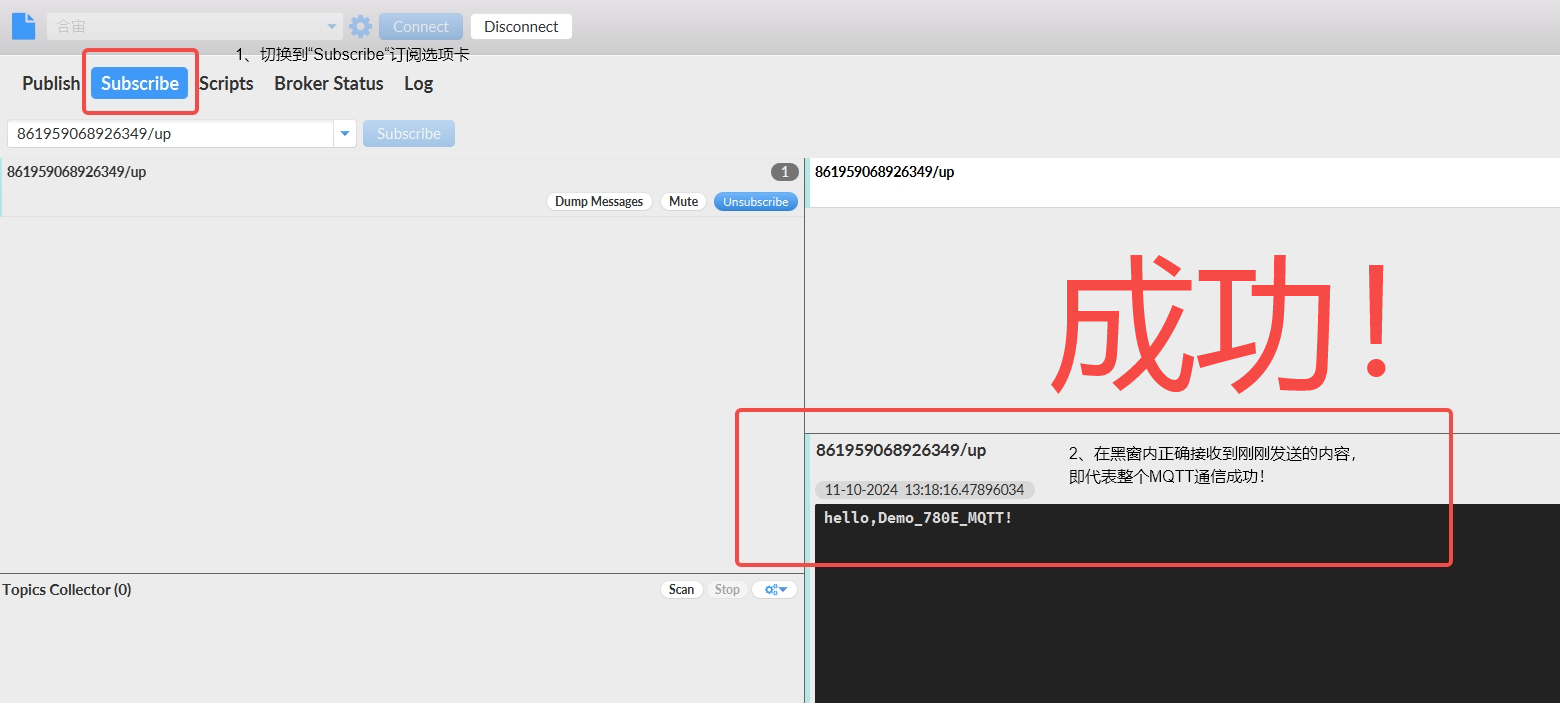 合宙
Connect
Disconnect
1、切换到“Subscribe“订阅选项卡
Publish
Subscribe
Scripts
Broker Status
Log
861959068926349/up
Subscribe
861959068926349/up
1
Dump Messages
Mute
Unsubscribe
861959068926349/up
成功!
861959068926349/up
2、在黑窗内正确接收到刚刚发送的内容,
即代表整个MQTT通信成功!
11-10-2024 13:18:16.47896034
hello,Demo_780E_MQTT!
Topics Collector (0)
Scan
Stop